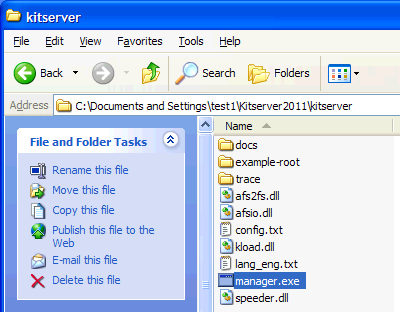 kitserver
File Edit View Favorites Tools Help
Back Search Folders
Address C:\Documents and Settings\test1\Kitserver2011\kitserver
File and Folder Tasks
Rename this file
Move this file
Copy this file
Publish this file to the
Web
E-mail this file
Delete this file
Name
docs
example-root
trace
afs2fs.dll
afsio.dll
config.txt
kload.dll
lang_eng.txt
manager.exe
speeder.dll